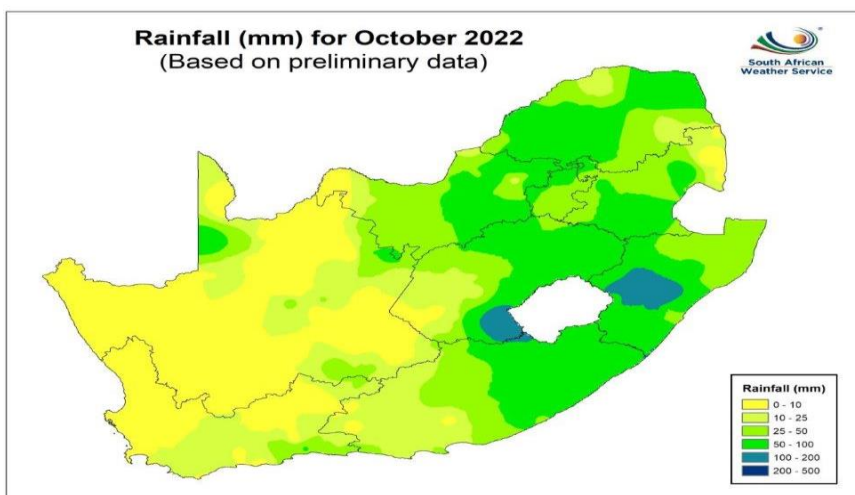 Rainfall (mm) for October 2022
(Based on preliminary data)
South African
Weather Service
Rainfall (mm)
0 - 10
10 - 25
25 - 50
50 - 100
100 - 200
200 - 500